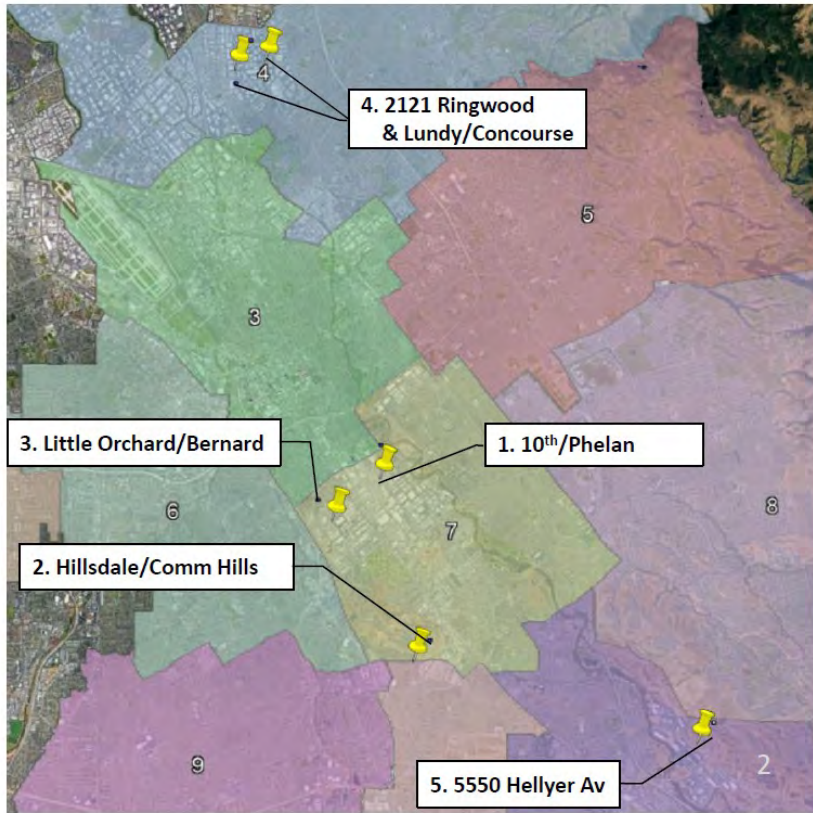 4
4. 2121 Ringwood
& Lundy/Concourse
5
3
3. Little Orchard/Bernard
1. 10th/Phelan
6
8
7
2. Hillsdale/Comm Hills
9
2
5. 5550 Hellyer Av